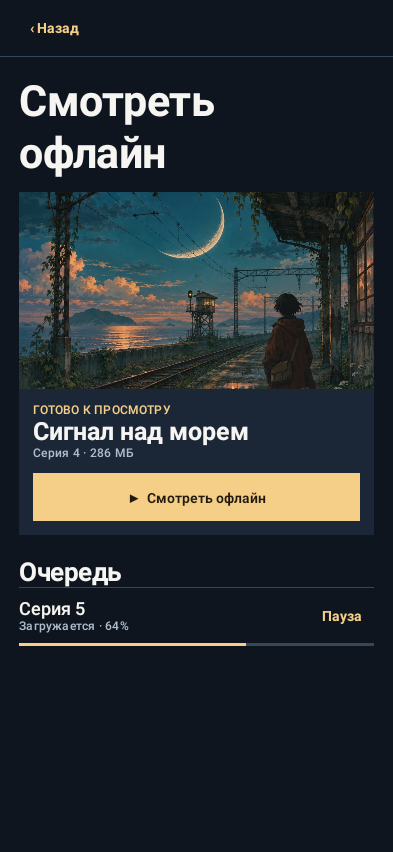 ‹ Назад
Смотреть
офлайн
ГОТОВО К ПРОСМОТРУ
Сигнал над морем
Серия 4 · 286 МБ
► Смотреть офлайн
Очередь
Серия 5
Загружается · 64%
Пауза